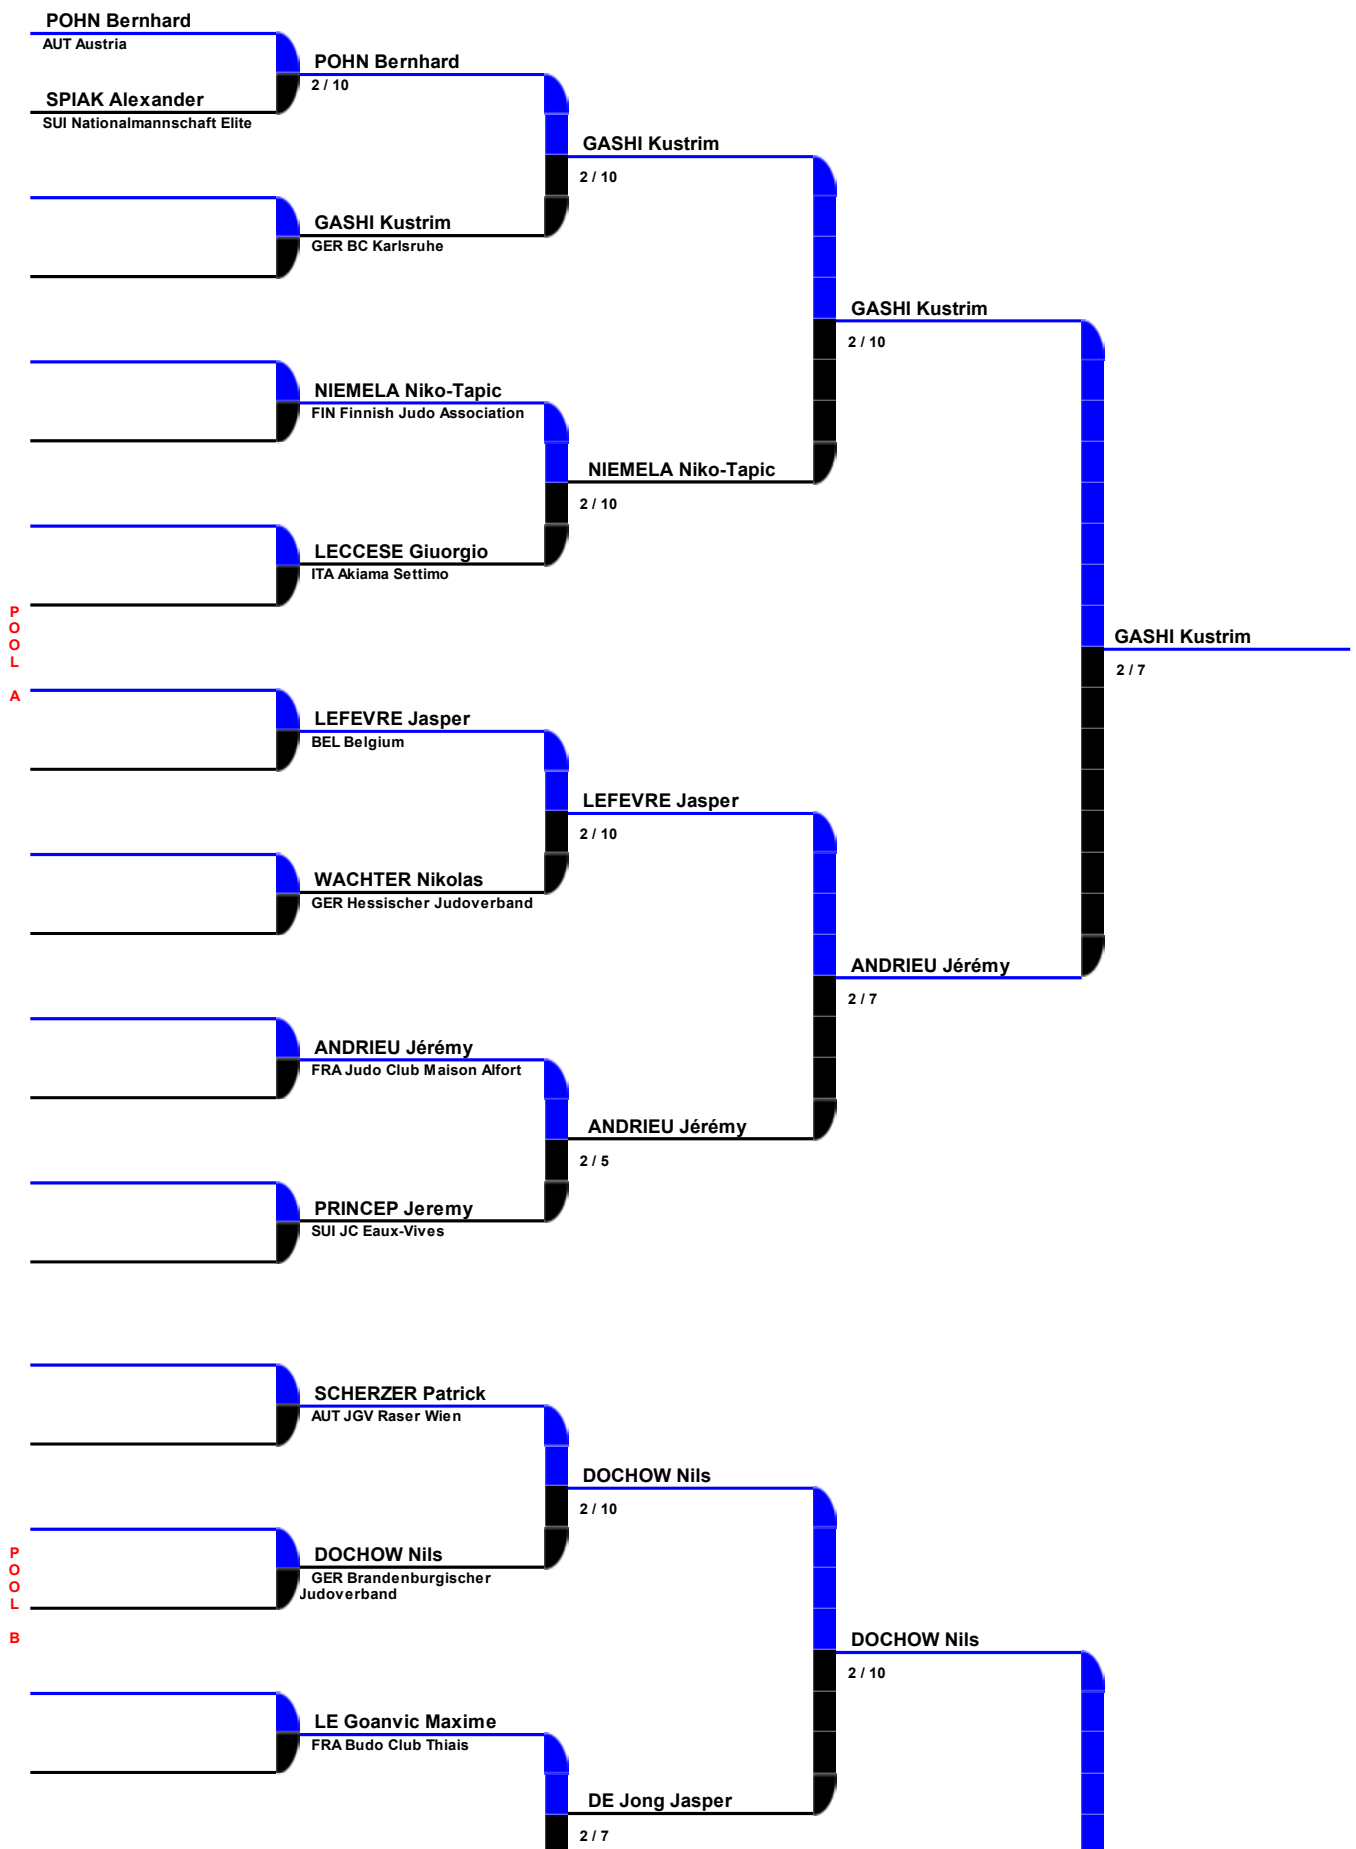 POHN Bernhard
AUT Austria
POHN Bernhard
2 / 10
SPIAK Alexander
SUI Nationalmannschaft Elite
GASHI Kustrim
2 / 10
GASHI Kustrim
GER BC Karlsruhe
GASHI Kustrim
2 / 10
NIEMELA Niko-Tapic
FIN Finnish Judo Association
NIEMELA Niko-Tapic
2 / 10
LECCESE Giuorgio
ITA Akiama Settimo
POOL A
GASHI Kustrim
2 / 7
LEFEVRE Jasper
BEL Belgium
LEFEVRE Jasper
2 / 10
WACHTER Nikolas
GER Hessischer Judoverband
ANDRIEU Jérémy
2 / 7
ANDRIEU Jérémy
FRA Judo Club Maison Alfort
ANDRIEU Jérémy
2 / 5
PRINCEP Jeremy
SUI JC Eaux-Vives
SCHERZER Patrick
AUT JGV Raser Wien
DOCHOW Nils
2 / 10
POOL B
DOCHOW Nils
GER Brandenburgischer
Judoverband
DOCHOW Nils
2 / 10
LE Goanvic Maxime
FRA Budo Club Thiais
DE Jong Jasper
2 / 7